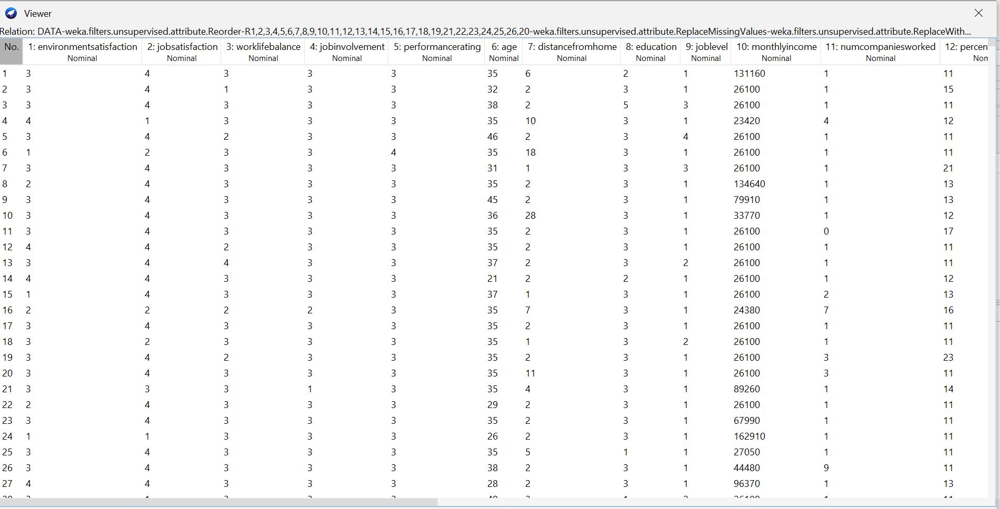 Viewer
Relation: DATA-weka.filters.unsupervised.attribute.Reorder-R1,2,3,4,5,6,7,8,9,10,11,12,13,14,15,16,17,18,19,21,22,23,24,25,26,20-weka.filters.unsupervised.attribute.ReplaceMissingValues-weka.filters.unsupervised.attribute.ReplaceWith...
No. 1: environmentsatisfaction 2: jobsatisfaction 3: worklifebalance 4: jobinvolvement 5: performancerating 6: age 7: distancefromhome 8: education 9: joblevel 10: monthlyincome 11: numcompaniesworked 12: percen
Nominal Nominal Nominal Nominal Nominal Nominal Nominal Nominal Nominal Nominal Nominal Nom
1 3 4 3 3 3 35 6 2 1 131160 1 11
2 3 4 1 3 3 32 2 3 1 26100 1 15
3 3 4 3 3 3 38 2 5 3 26100 1 11
4 4 1 3 3 3 35 10 3 1 23420 4 12
5 3 4 2 3 3 46 2 3 4 26100 1 11
6 1 2 3 3 4 35 18 3 1 26100 1 11
7 3 4 3 3 3 31 1 3 3 26100 1 21
8 2 4 3 3 3 35 2 3 1 134640 1 13
9 3 4 3 3 3 45 2 3 1 79910 1 13
10 3 4 3 3 3 36 28 3 1 33770 1 12
11 3 4 3 3 3 35 2 3 1 26100 0 17
12 4 4 2 3 3 35 2 3 1 26100 1 11
13 3 4 4 3 3 37 2 3 2 26100 1 11
14 4 4 3 3 3 21 2 2 1 26100 1 12
15 1 4 3 3 3 37 1 3 1 26100 2 13
16 2 2 2 2 3 35 7 3 1 24380 7 16
17 3 4 3 3 3 35 2 3 1 26100 1 11
18 3 2 3 3 3 35 1 3 2 26100 1 11
19 3 4 2 3 3 35 2 3 1 26100 3 23
20 3 4 3 3 3 35 11 3 1 26100 3 11
21 3 3 3 1 3 35 4 3 1 89260 1 14
22 2 4 3 3 3 29 2 3 1 26100 1 11
23 3 4 3 3 3 35 2 3 1 67990 1 11
24 1 1 3 3 3 26 2 3 1 162910 1 11
25 3 4 3 3 3 35 5 1 1 27050 1 11
26 3 4 3 3 3 38 2 3 1 44480 9 11
27 4 4 3 3 3 28 2 3 1 96370 1 13